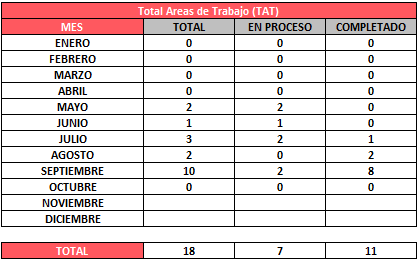 Total Areas de Trabajo (TAT)
MES TOTAL EN PROCESO COMPLETADO
ENERO 0 0 0
FEBRERO 0 0 0
MARZO 0 0 0
ABRIL 0 0 0
MAYO 2 2 0
JUNIO 1 1 0
JULIO 3 2 1
AGOSTO 2 0 2
SEPTIEMBRE 10 2 8
OCTUBRE 0 0 0
NOVIEMBRE
DICIEMBRE
TOTAL 18 7 11